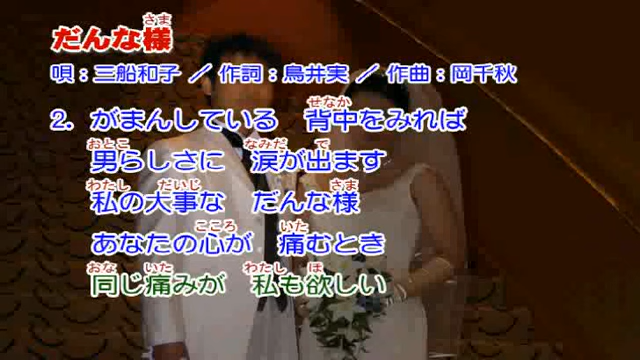 だんな様
唄：三船和子 ／ 作詞：鳥井実 ／ 作曲：岡千秋
2. がまんしている 背中をみれば
男らしさに 涙が出ます
私の大事な だんな様
あなたの心が 痛むとき
同じ痛みが 私も欲しい